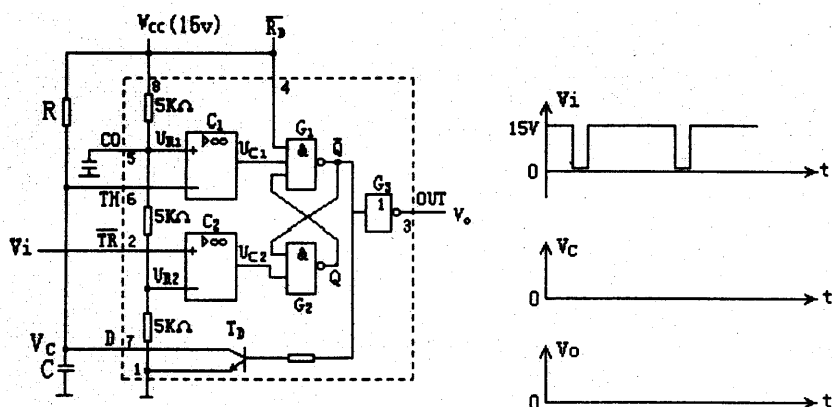 Vcc (15v)
R̅D
8
4
R
5KΩ
C1
G1
CO
UR1
▷∞
UC1
&
Q̅
5
+
TH
6
−
G3
OUT
1
5KΩ
C2
3
Vo
Vi
T̅R̅
2
▷∞
+
UC2
&
UR2
−
Q
G2
5KΩ
TD
VC
D
7
C
1
Vi
15V
0
t
VC
0
t
Vo
0
t